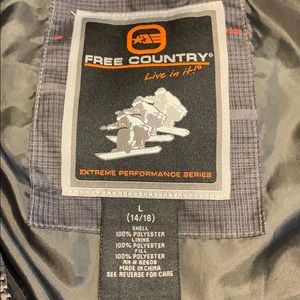 FREE COUNTRY®
Live in it!®
EXTREME PERFORMANCE SERIES
L
(14/16)
SHELL
100% POLYESTER
LINING
100% POLYESTER
FILL
100% POLYESTER
RN # 82608
MADE IN CHINA
SEE REVERSE FOR CARE